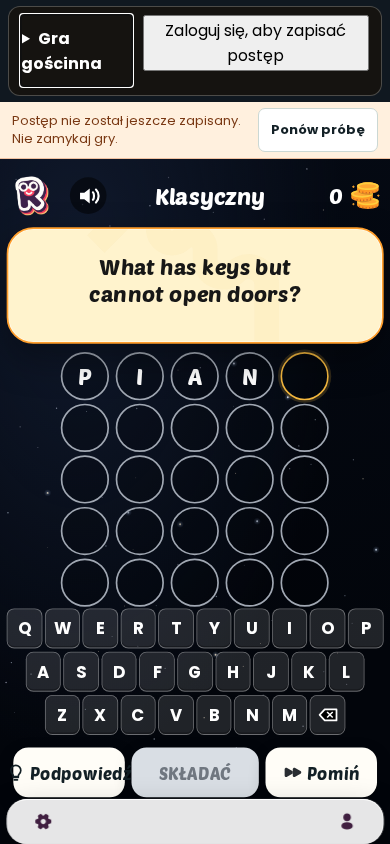 ▶ Gra
gościnna
Zaloguj się, aby zapisać
postęp
Postęp nie został jeszcze zapisany.
Nie zamykaj gry.
Ponów próbę
R
Klasyczny
0
What has keys but
cannot open doors?
P I A N
Q W E R T Y U I O P
A S D F G H J K L
Z X C V B N M
Podpowiedź
SKŁADAĆ
Pomiń